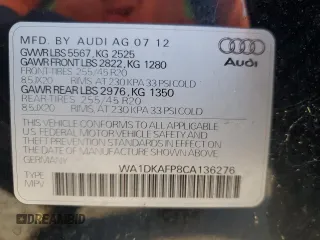 MFD. BY AUDI AG 07 12
GVWR LBS 5567, KG 2525
GAWR FRONT LBS 2822, KG 1280
FRONT-TIRES 255/45 R20
8.5JX20 RIMS, AT 230 KPA/33 PSI COLD
GAWR REAR LBS 2976, KG 1350
REAR-TIRES 255/45 R20
8.5JX20 RIMS, AT 230 KPA/33 PSI COLD
Audi
THIS VEHICLE CONFORMS TO ALL APPLICABLE
U.S. FEDERAL MOTOR VEHICLE SAFETY, BUMPER, AND
THEFT PREVENTION STANDARDS IN EFFECT ON THE DATE OF
MANUFACTURE SHOWN ABOVE.
GERMANY
WA1DKAFP8CA136276
TYPE:
MPV
DREAMBID